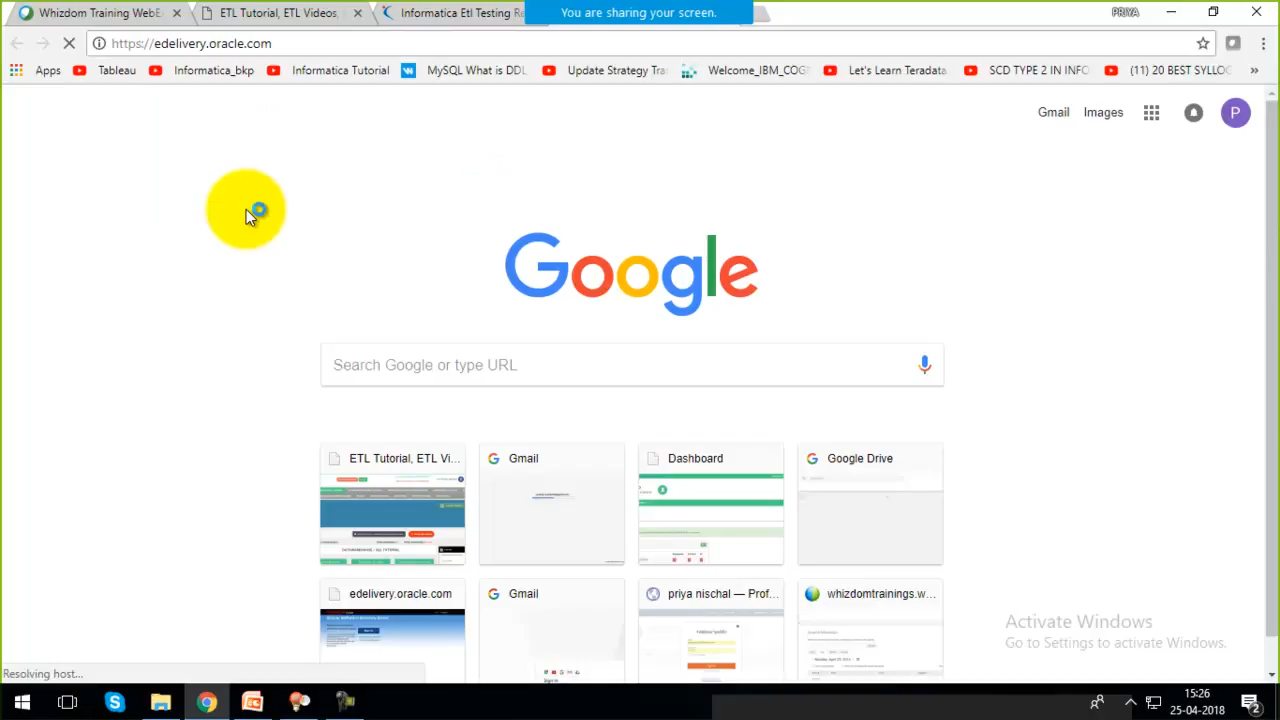 Whizdom Training WebE
ETL Tutorial, ETL Videos,
Informatica Etl Testing Re
You are sharing your screen.
PRIYA
https://edelivery.oracle.com
Apps
Tableau
Informatica_bkp
Informatica Tutorial
MySQL What is DDL
Update Strategy Tra
Welcome_IBM_COG
Let's Learn Teradata
SCD TYPE 2 IN INFO
(11) 20 BEST SYLLOG
»
Gmail
Images
P
Google
Search Google or type URL
ETL Tutorial, ETL Vi...
Gmail
Dashboard
Google Drive
edelivery.oracle.com
Gmail
priya nischal — Prof...
whizdomtrainings.w...
Activate Windows
Go to Settings to activate Windows.
Resolving host...
15:26
25-04-2018
2